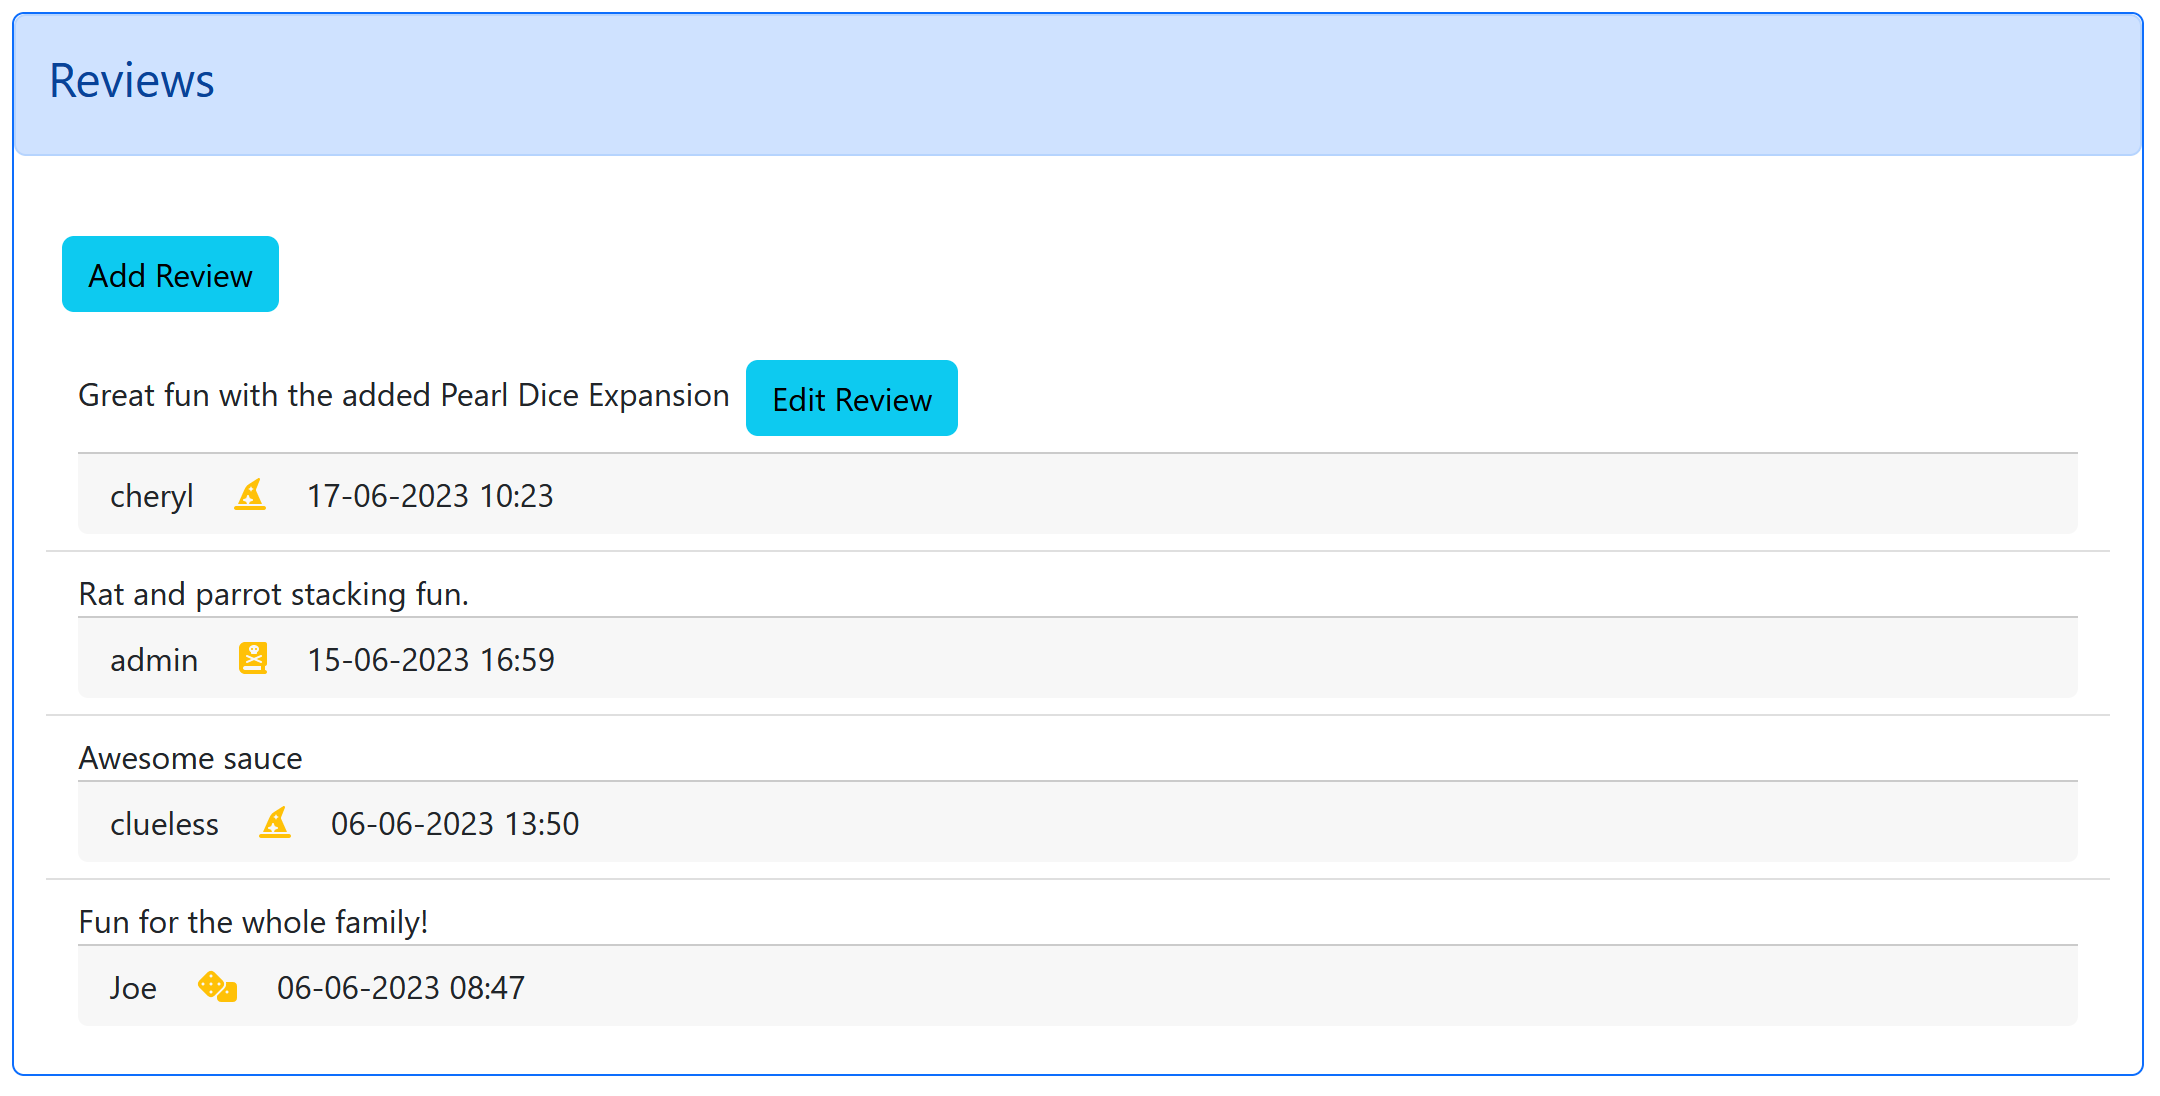 Reviews
Add Review
Great fun with the added Pearl Dice Expansion Edit Review
cheryl 17-06-2023 10:23
Rat and parrot stacking fun.
admin 15-06-2023 16:59
Awesome sauce
clueless 06-06-2023 13:50
Fun for the whole family!
Joe 06-06-2023 08:47